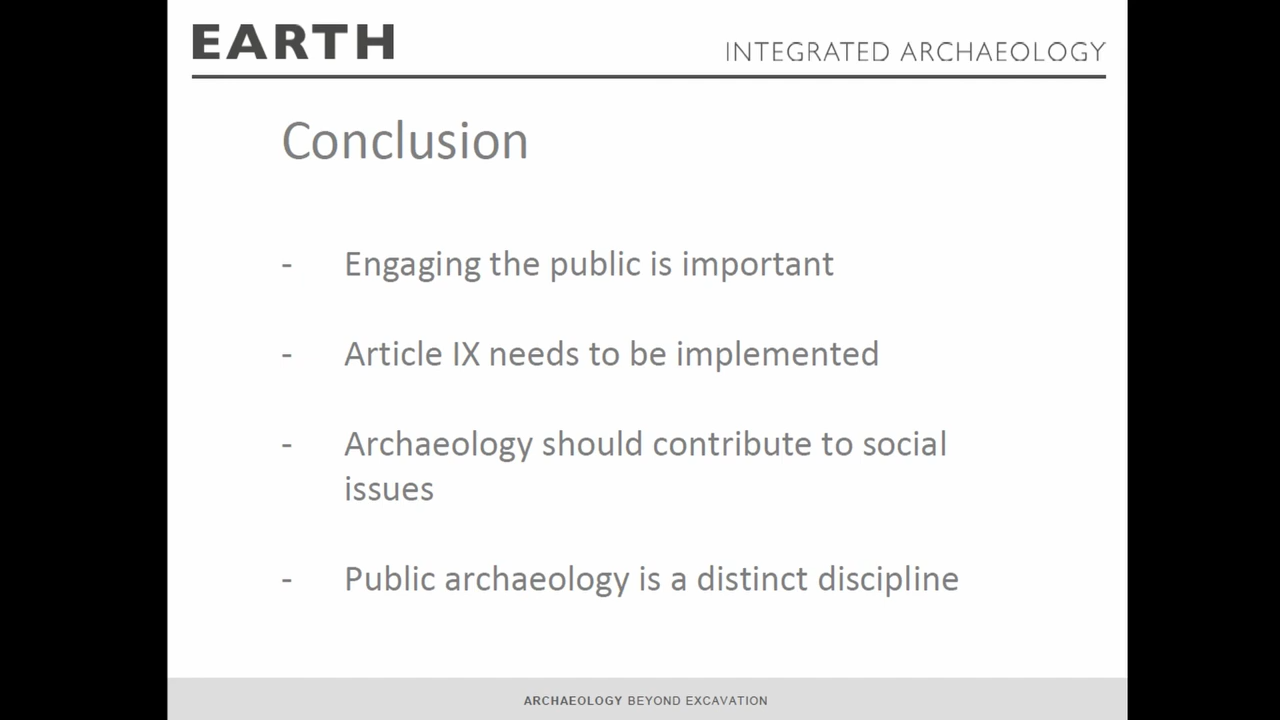 EARTH
INTEGRATED ARCHAEOLOGY
Conclusion
- Engaging the public is important
- Article IX needs to be implemented
- Archaeology should contribute to social
issues
- Public archaeology is a distinct discipline
ARCHAEOLOGY BEYOND EXCAVATION